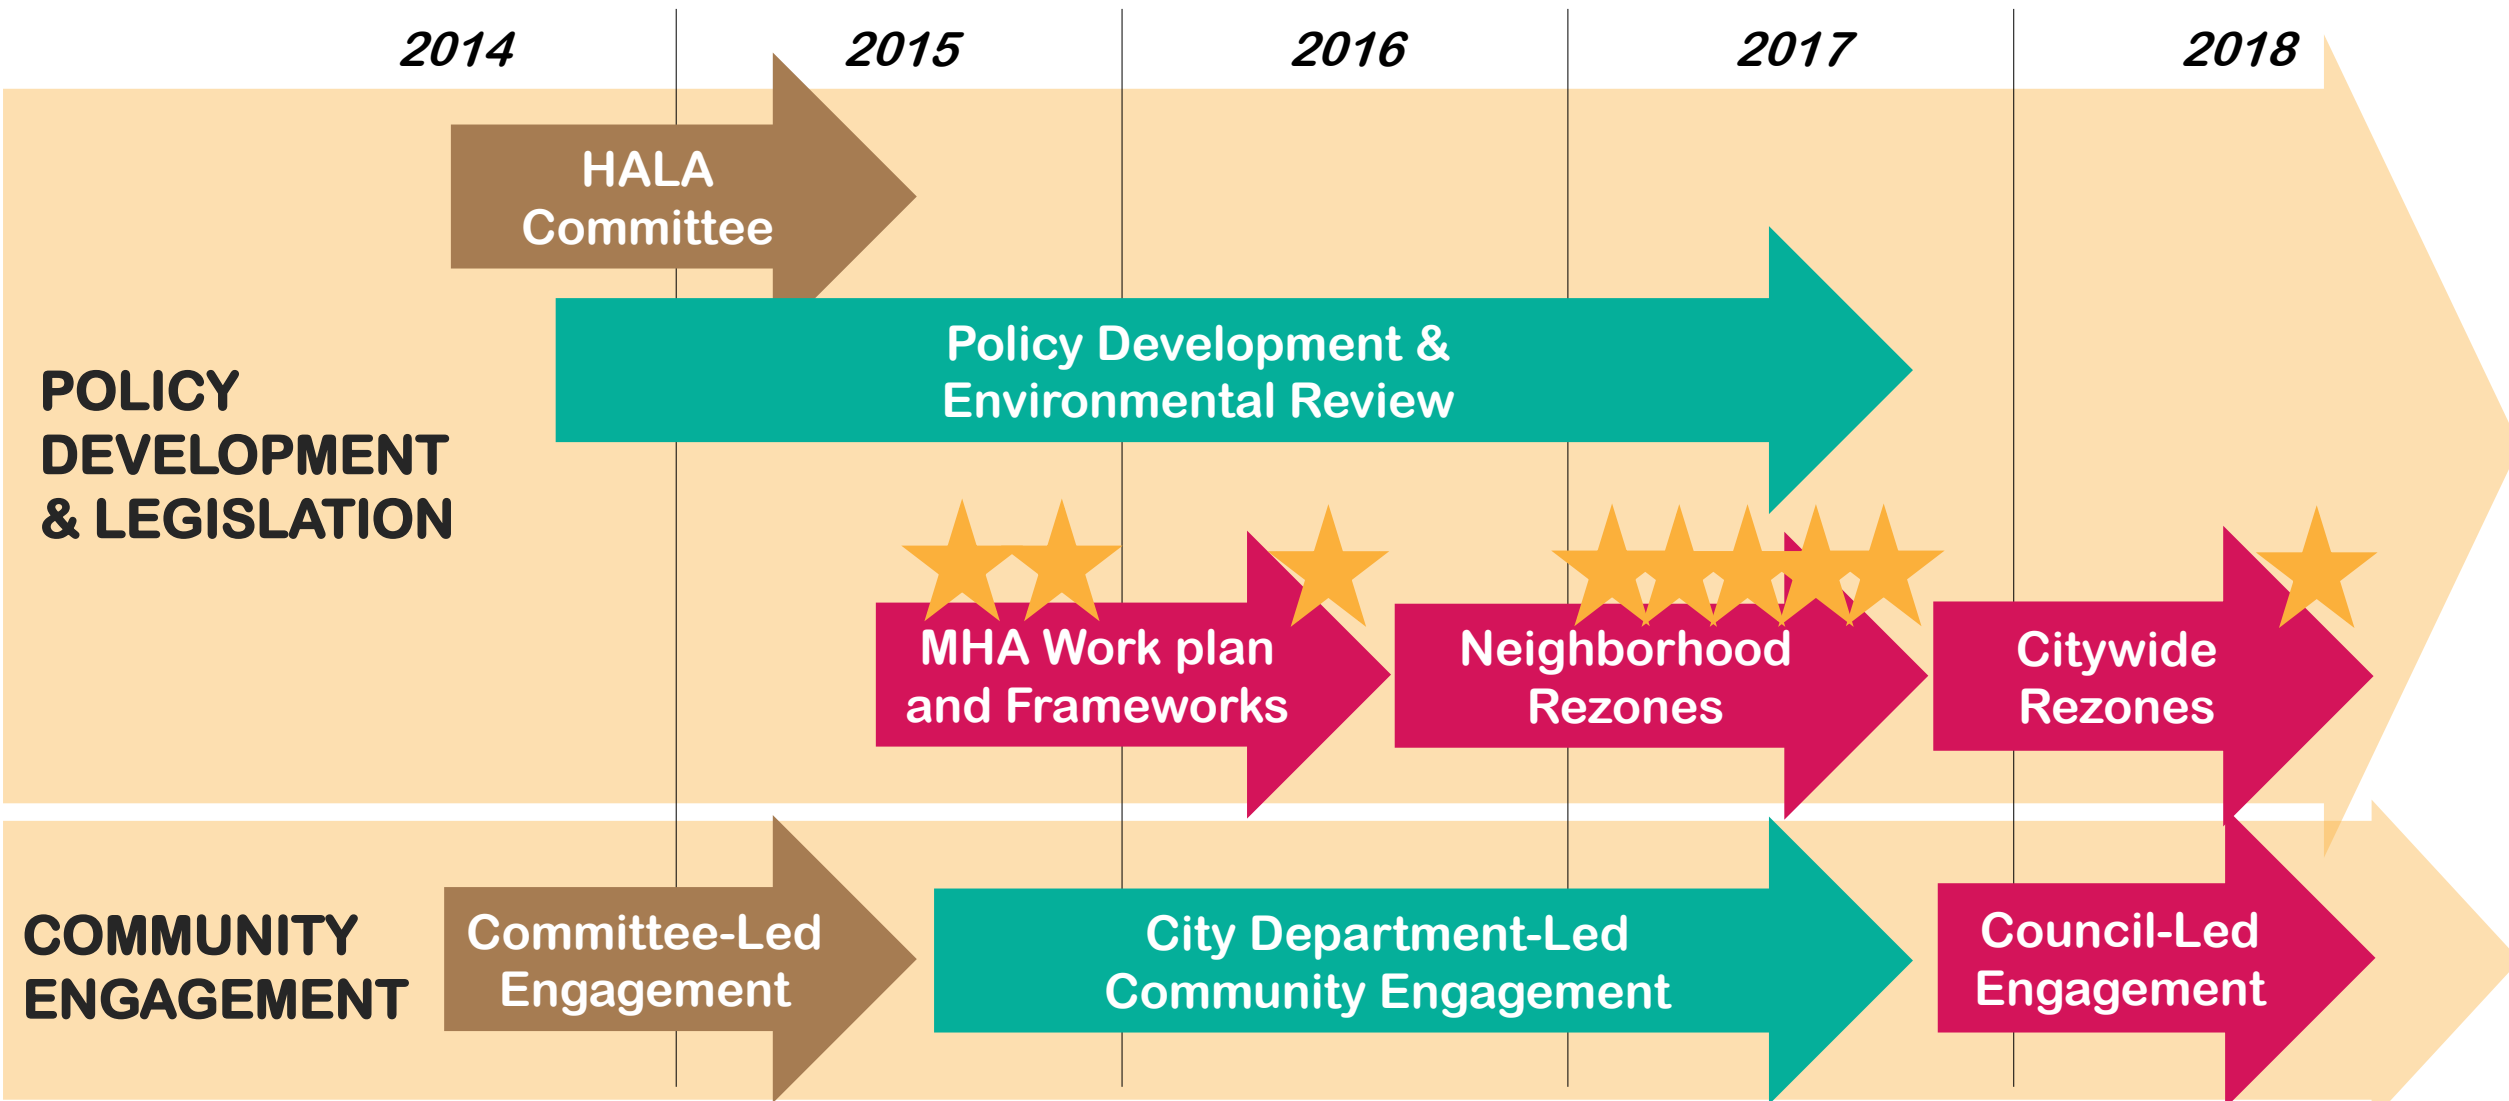 2014
2015
2016
2017
2018
POLICY
DEVELOPMENT
& LEGISLATION
HALA
Committee
Policy Development &
Environmental Review
MHA Work plan
and Frameworks
Neighborhood
Rezones
Citywide
Rezones
COMMUNITY
ENGAGEMENT
Committee-Led
Engagement
City Department-Led
Community Engagement
Council-Led
Engagement